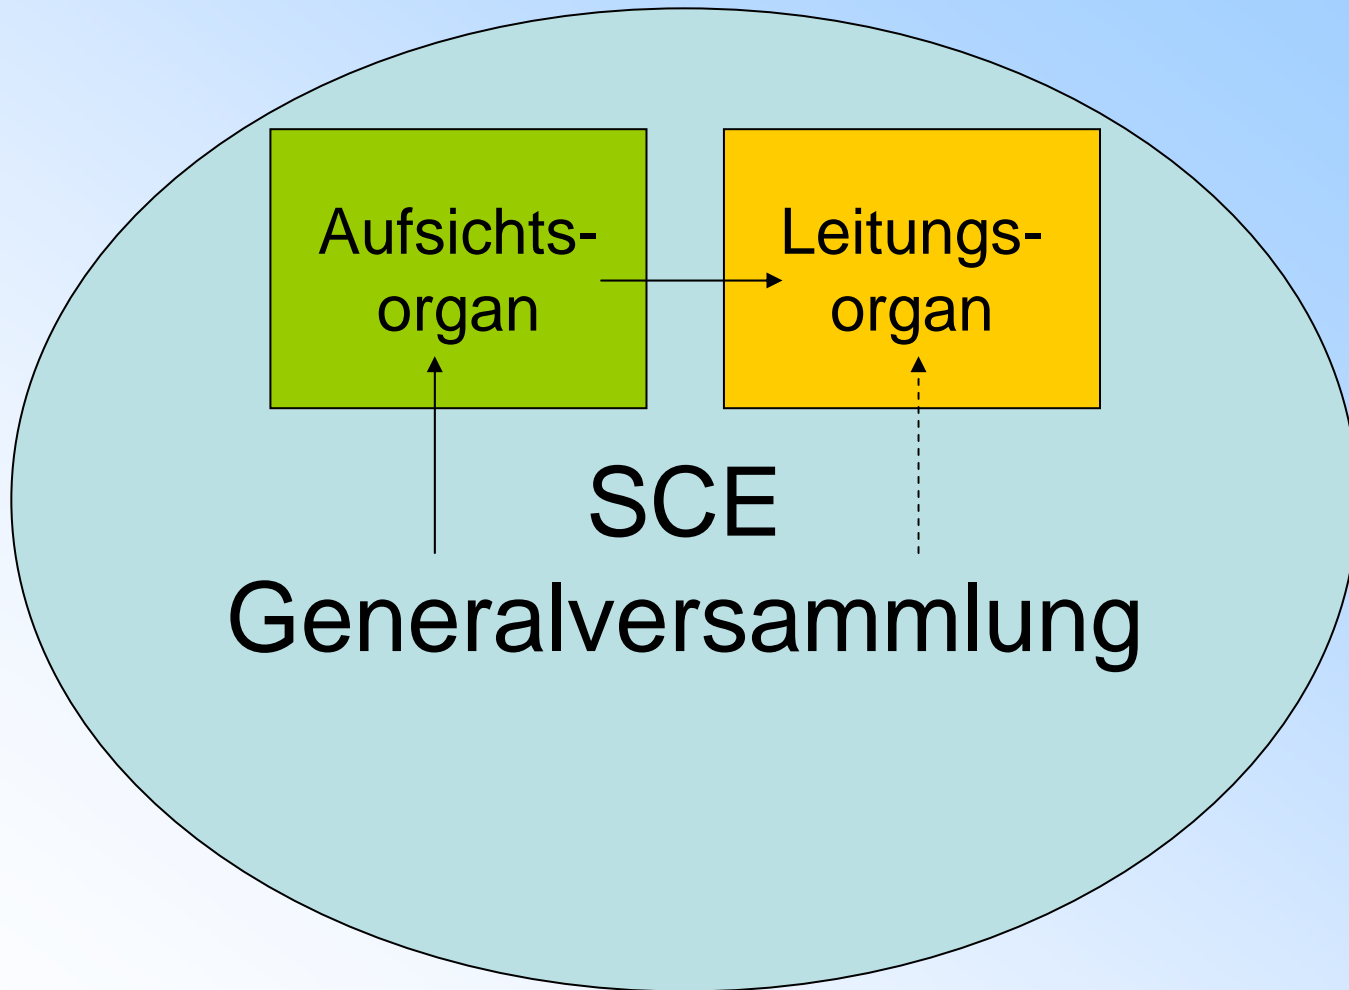 Aufsichts-
organ
Leitungs-
organ
SCE
Generalversammlung